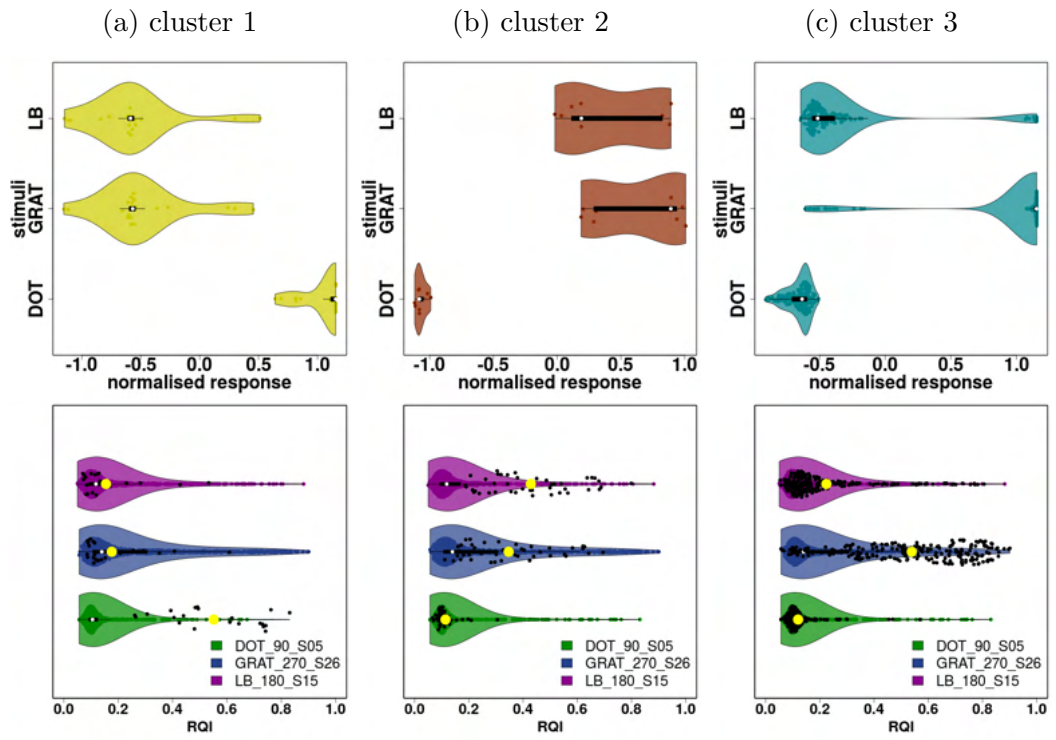 (a) cluster 1 (b) cluster 2 (c) cluster 3
stimuli
LB
GRAT
DOT
-1.0 -0.5 0.0 0.5 1.0
normalised response
stimuli
LB
GRAT
DOT
-1.0 -0.5 0.0 0.5 1.0
normalised response
stimuli
LB
GRAT
DOT
-0.5 0.0 0.5 1.0
normalised response
DOT_90_S05
GRAT_270_S26
LB_180_S15
0.0 0.2 0.4 0.6 0.8 1.0
RQI
DOT_90_S05
GRAT_270_S26
LB_180_S15
0.0 0.2 0.4 0.6 0.8 1.0
RQI
DOT_90_S05
GRAT_270_S26
LB_180_S15
0.0 0.2 0.4 0.6 0.8 1.0
RQI